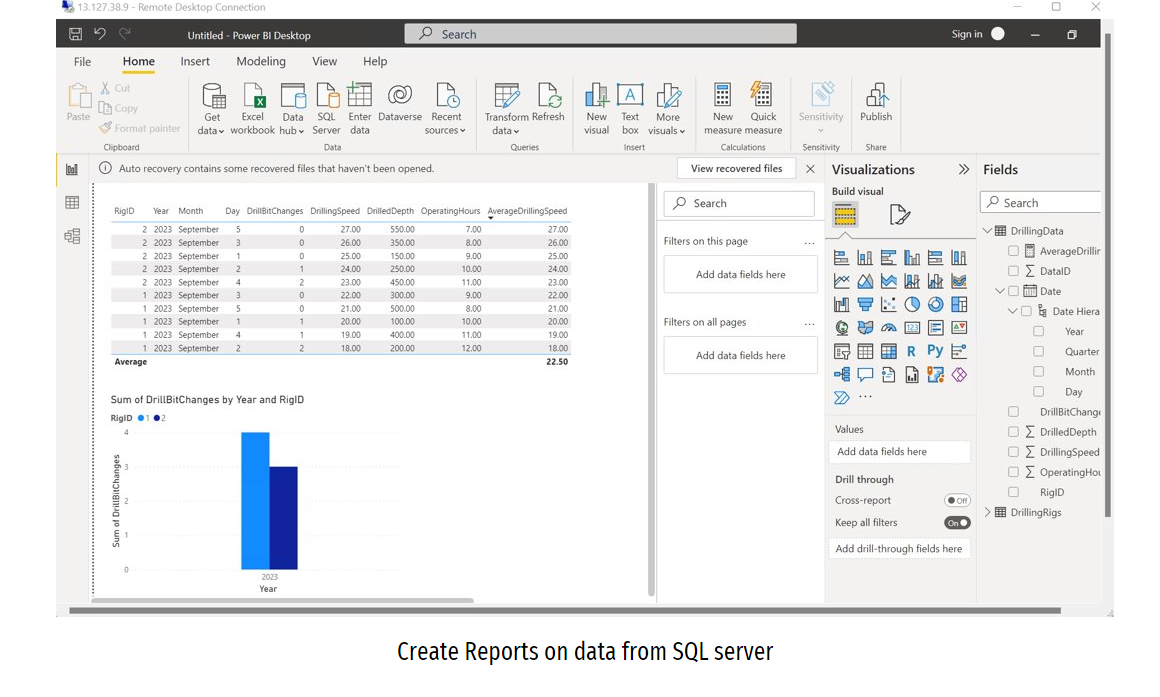 13.127.38.9 - Remote Desktop Connection
Untitled - Power BI Desktop
Search
Sign in
File Home Insert Modeling View Help
Paste
Cut
Copy
Format painter
Clipboard
Get data
Excel workbook
Data hub
SQL Server
Enter data
Dataverse
Recent sources
Data
Transform data
Refresh
Queries
New visual
Text box
More visuals
Insert
New measure
Quick measure
Calculations
Sensitivity
Sensitivity
Publish
Share
Auto recovery contains some recovered files that haven't been opened.
View recovered files
RigID Year Month Day DrillBitChanges DrillingSpeed DrilledDepth OperatingHours AverageDrillingSpeed
2 2023 September 5 0 27.00 550.00 7.00 27.00
2 2023 September 3 0 26.00 350.00 8.00 26.00
2 2023 September 1 0 25.00 150.00 9.00 25.00
2 2023 September 2 1 24.00 250.00 10.00 24.00
2 2023 September 4 2 23.00 450.00 11.00 23.00
1 2023 September 3 0 22.00 300.00 9.00 22.00
1 2023 September 5 0 21.00 500.00 8.00 21.00
1 2023 September 1 1 20.00 100.00 10.00 20.00
1 2023 September 4 1 19.00 400.00 11.00 19.00
1 2023 September 2 2 18.00 200.00 12.00 18.00
Average 22.50
Sum of DrillBitChanges by Year and RigID
RigID 1 2
Sum of DrillBitChanges
4
3
2
1
0
2023
Year
Search
Filters on this page ...
Add data fields here
Filters on all pages ...
Add data fields here
Visualizations
Build visual
123
R Py
...
Values
Add data fields here
Drill through
Cross-report Off
Keep all filters On
Add drill-through fields here
Fields
Search
DrillingData
AverageDrillin
DataID
Date
Date Hiera
Year
Quarter
Month
Day
DrillBitChange
DrilledDepth
DrillingSpeed
OperatingHou
RigID
DrillingRigs
Create Reports on data from SQL server